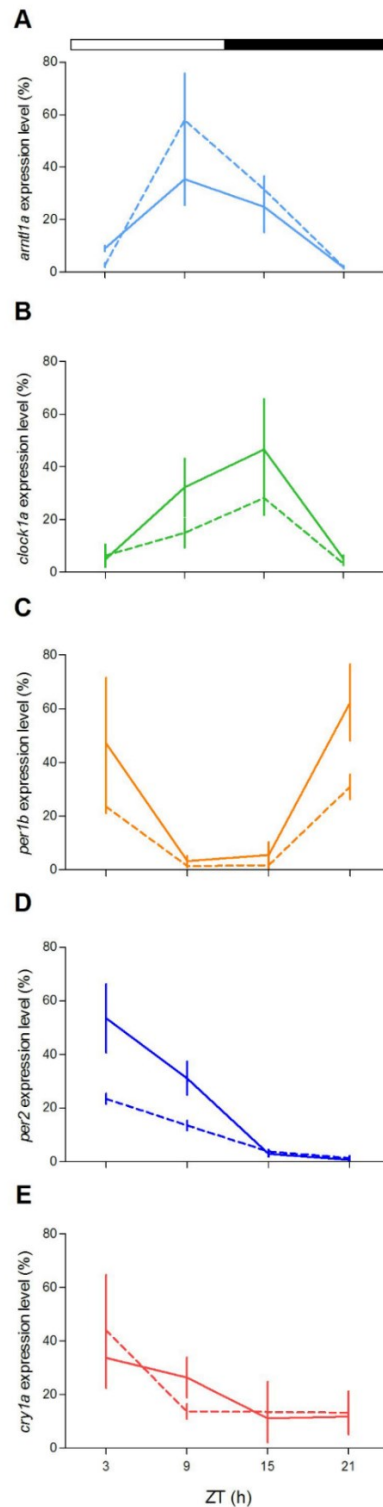 A
80
60
40
20
0
arntl1a expression level (%)
B
80
60
40
20
0
clock1a expression level (%)
C
80
60
40
20
0
per1b expression level (%)
D
80
60
40
20
0
per2 expression level (%)
E
80
60
40
20
0
cry1a expression level (%)
3 9 15 21
ZT (h)